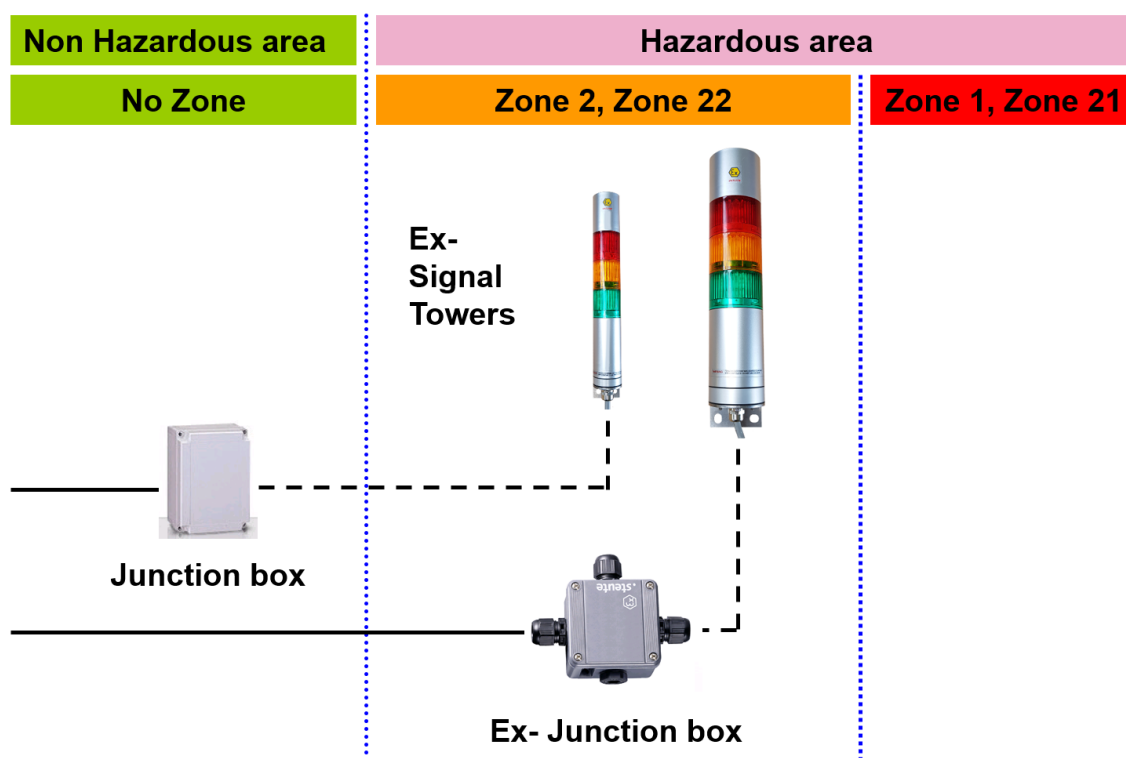 Non Hazardous area
Hazardous area
No Zone
Zone 2, Zone 22
Zone 1, Zone 21
Ex-
Signal
Towers
Junction box
.steute
Ex- Junction box